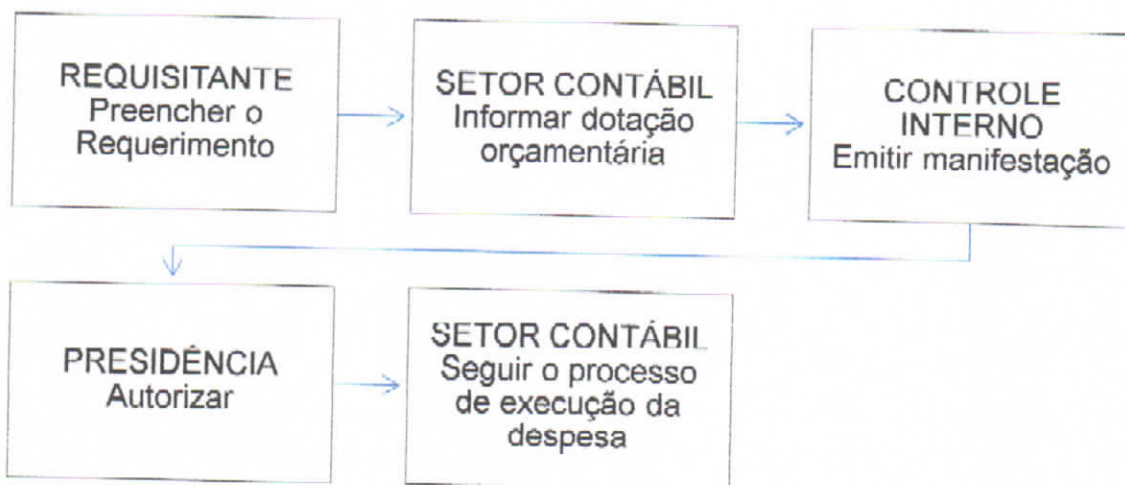 REQUISITANTE
Preencher o
Requerimento
SETOR CONTÁBIL
Informar dotação
orçamentária
CONTROLE
INTERNO
Emitir manifestação
PRESIDÊNCIA
Autorizar
SETOR CONTÁBIL
Seguir o processo
de execução da
despesa